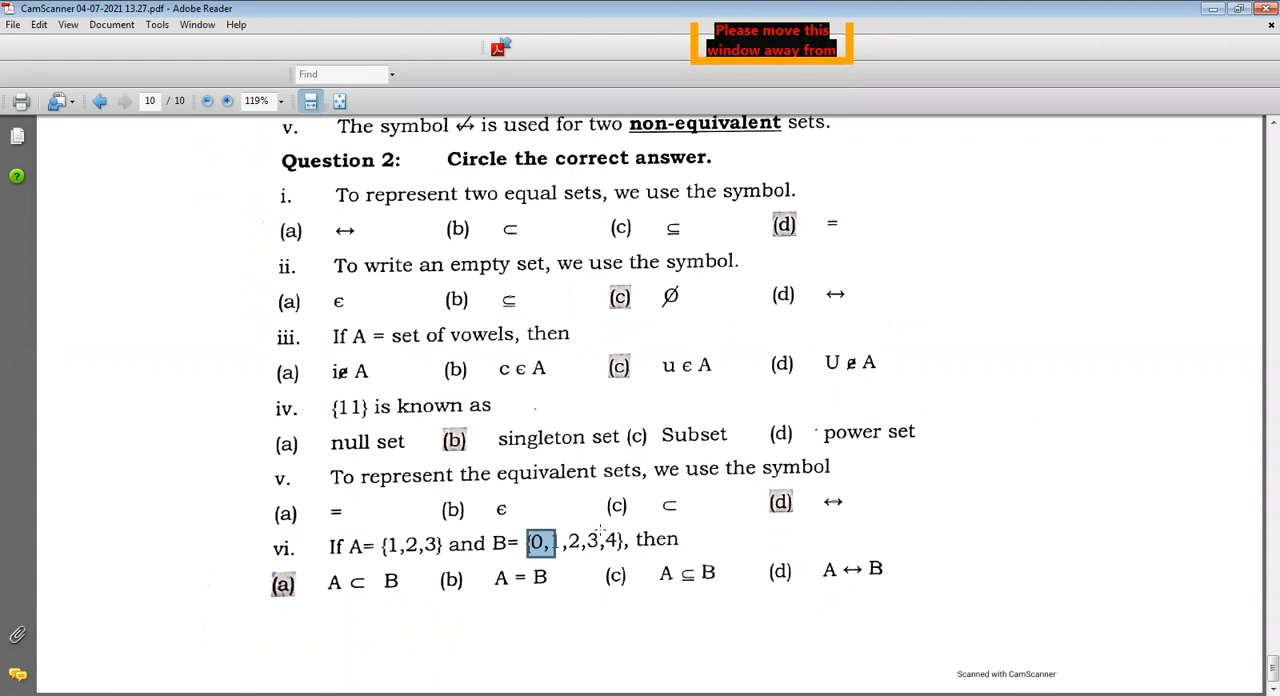 CamScanner 04-07-2021 13.27.pdf - Adobe Reader
File Edit View Document Tools Window Help
Please move this
window away from
Find
10 / 10 119%
v. The symbol ↮ is used for two non-equivalent sets.
Question 2: Circle the correct answer.
i. To represent two equal sets, we use the symbol.
(a) ↔ (b) ⊂ (c) ⊆ (d) =
ii. To write an empty set, we use the symbol.
(a) ϵ (b) ⊆ (c) Ø (d) ↔
iii. If A = set of vowels, then
(a) i∉ A (b) c ϵ A (c) u ϵ A (d) U ∉ A
iv. {11} is known as
(a) null set (b) singleton set (c) Subset (d) power set
v. To represent the equivalent sets, we use the symbol
(a) = (b) ϵ (c) ⊂ (d) ↔
vi. If A= {1,2,3} and B= {0,1,2,3,4}, then
(a) A ⊂ B (b) A = B (c) A ⊆ B (d) A ↔ B
Scanned with CamScanner